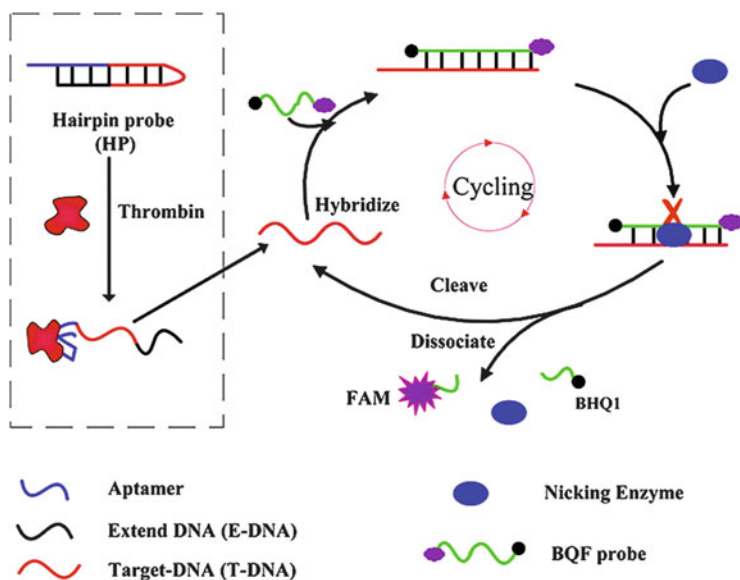 Hairpin probe
(HP)
Thrombin
Hybridize
Cycling
Cleave
Dissociate
FAM
BHQ1
Aptamer
Extend DNA (E-DNA)
Target-DNA (T-DNA)
Nicking Enzyme
BQF probe